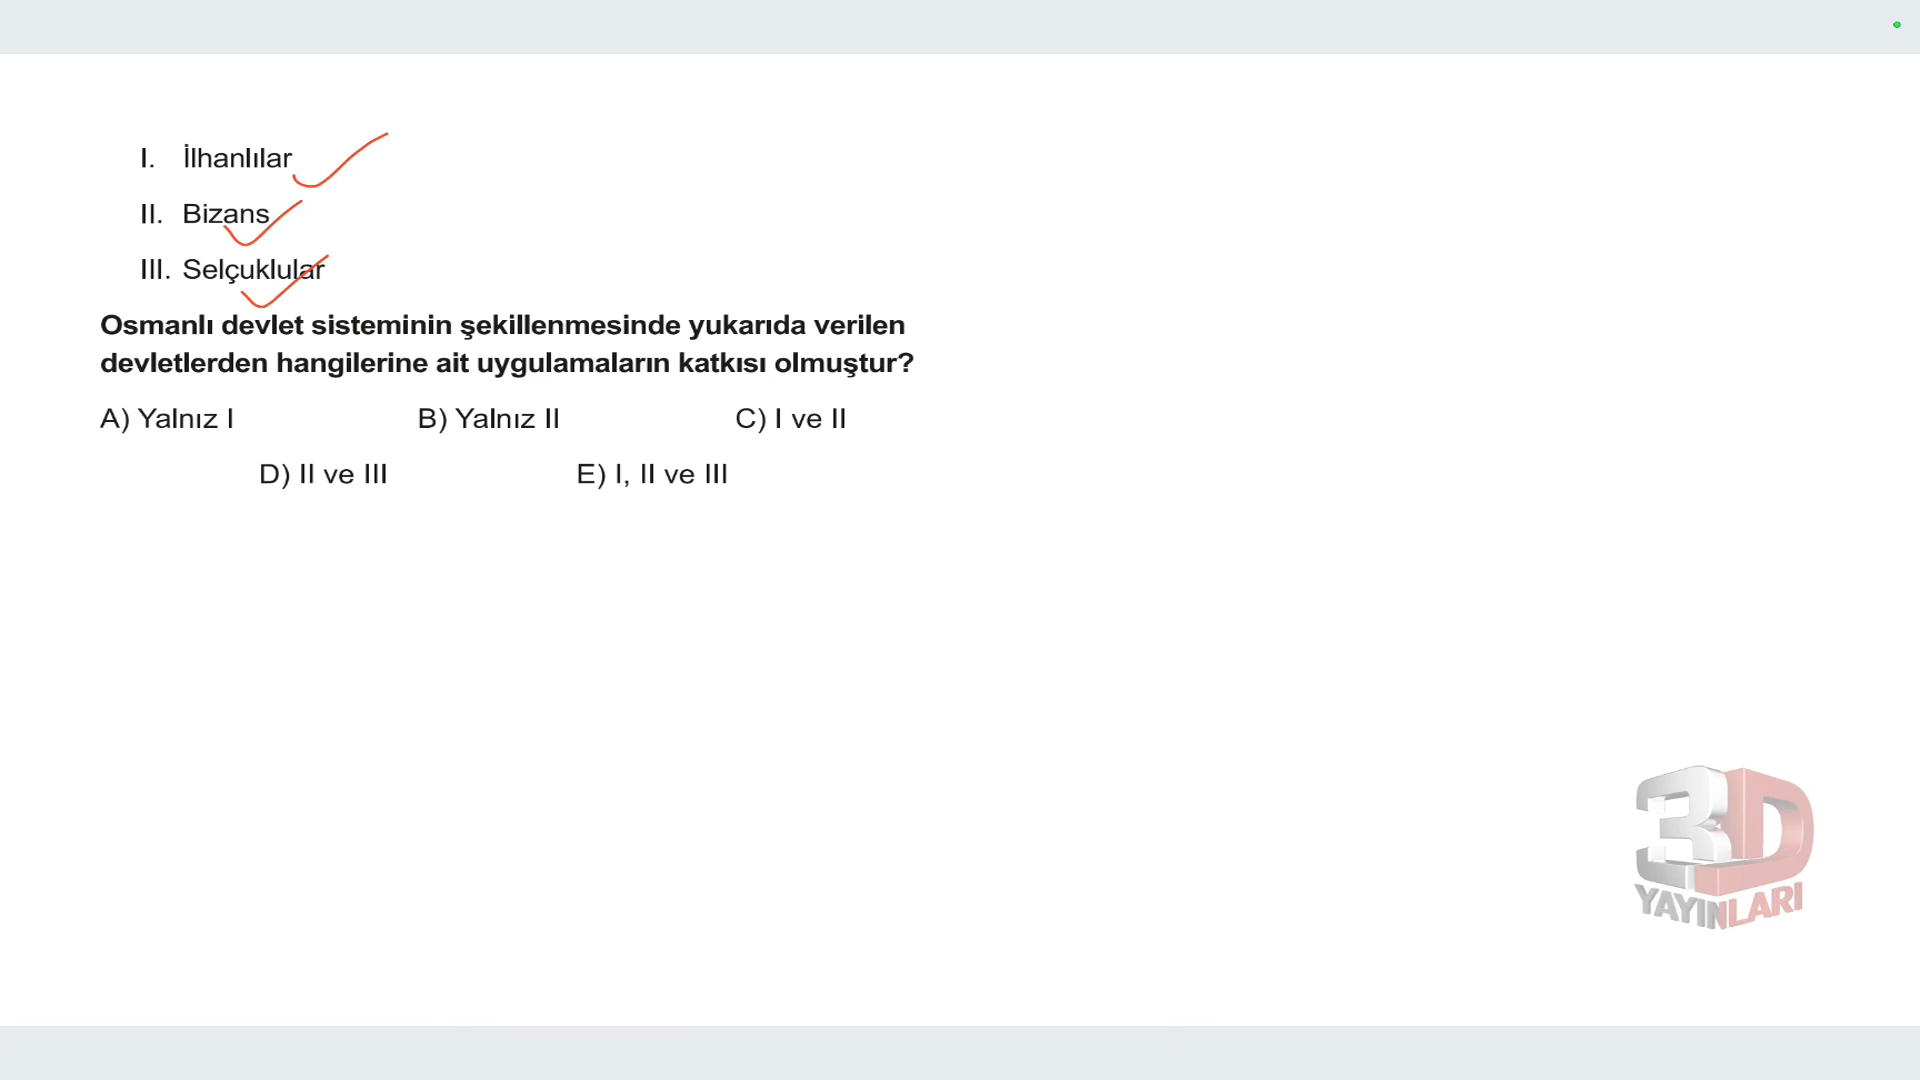 I. İlhanlılar
II. Bizans
III. Selçuklular
Osmanlı devlet sisteminin şekillenmesinde yukarıda verilen
devletlerden hangilerine ait uygulamaların katkısı olmuştur?
A) Yalnız I B) Yalnız II C) I ve II
D) II ve III E) I, II ve III
3D
YAYINLARI